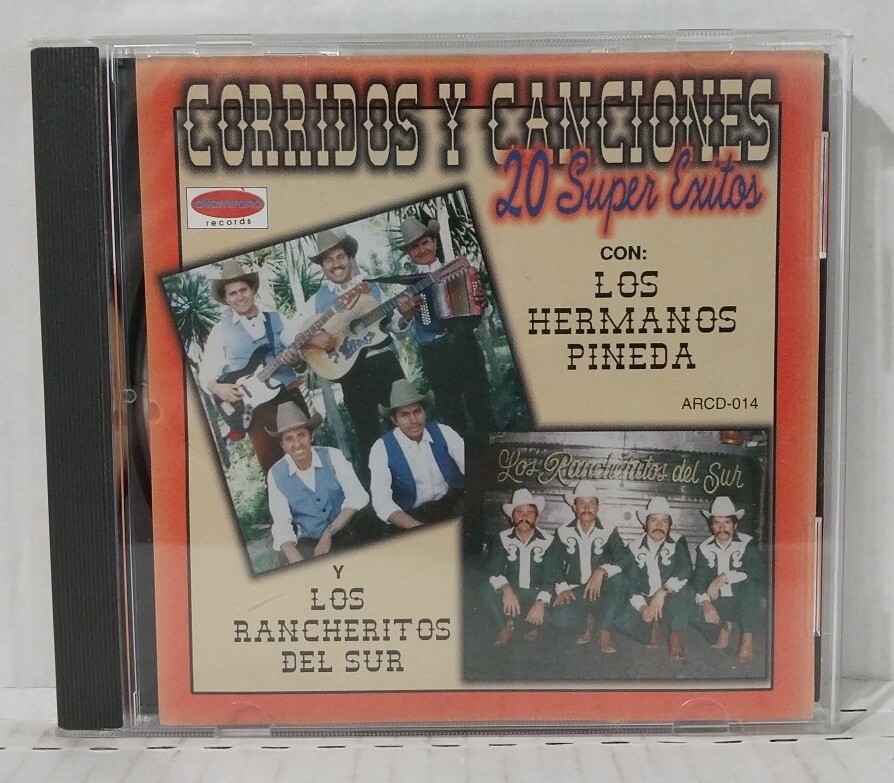 CORRIDOS Y CANCIONES
20 Super Exitos
altamirano
records
CON:
LOS
HERMANOS
PINEDA
ARCD-014
Los Rancheritos del Sur
Y
LOS
RANCHERITOS
DEL SUR